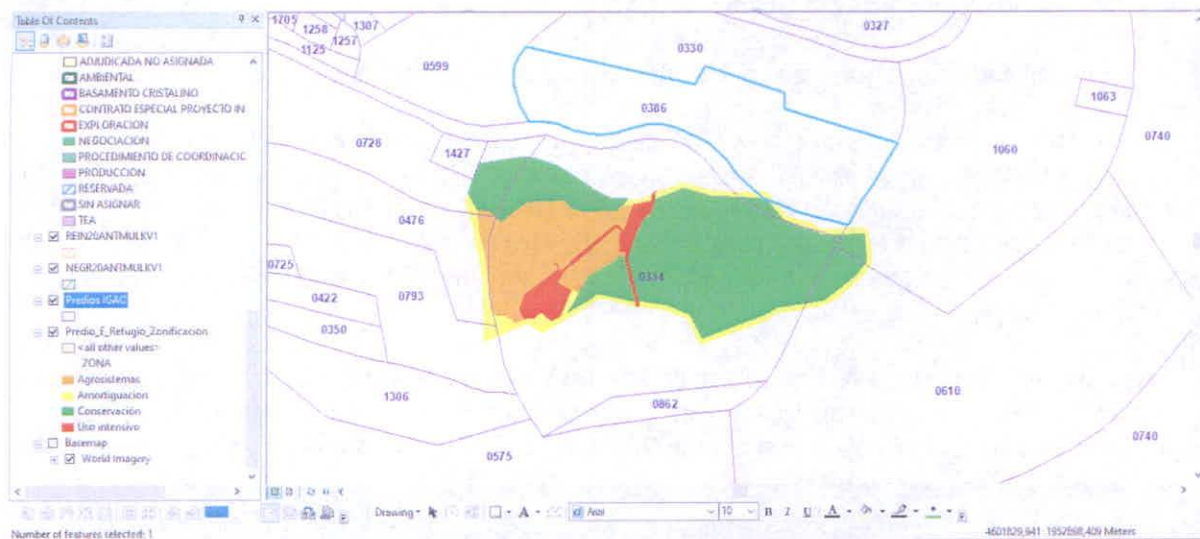 Table Of Contents
ADJUDICADA NO ASIGNADA
AMBIENTAL
BASAMENTO CRISTALINO
CONTRATO ESPECIAL PROYECTO IN
EXPLORACION
NEGOCIACION
PROCEDIMIENTO DE COORDINACIC
PRODUCCION
RESERVADA
SIN ASIGNAR
TEA
REIN20ANTMULKV1
NEGR20ANTMULKV1
Predios IGAC
Predio_E_Refugio_Zonificacion
<all other values>
ZONA
Agrosistemas
Amortiguacion
Conservación
Uso intensivo
Basemap
World Imagery
1705
1258
1307
1257
1125
0599
0330
0327
0386
1063
0740
0728
1427
1060
0476
0334
0725
0422
0793
0350
1306
0862
0610
0575
0740
Drawing
A
Arial
10
B I U A
Number of features selected: 1
4601829,941 1952868,409 Meters